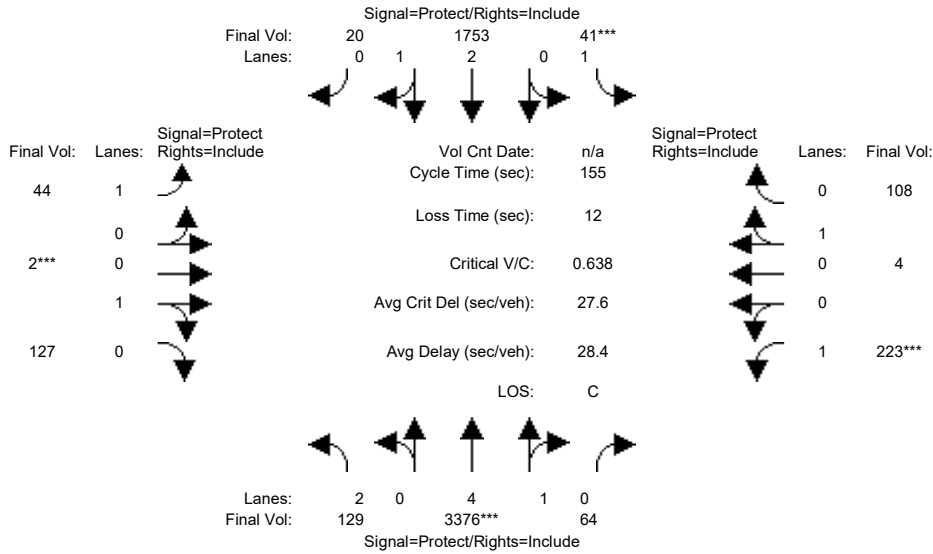 Signal=Protect/Rights=Include
Final Vol: 20 1753 41***
Lanes: 0 1 2 0 1
Signal=Protect
Final Vol: Lanes: Rights=Include
Vol Cnt Date: n/a
Signal=Protect
Rights=Include Lanes: Final Vol:
Cycle Time (sec): 155
44 1
0 108
Loss Time (sec): 12
0
1
2*** 0
Critical V/C: 0.638
0 4
1
Avg Crit Del (sec/veh): 27.6
0
127 0
Avg Delay (sec/veh): 28.4
1 223***
LOS: C
Lanes: 2 0 4 1 0
Final Vol: 129 3376*** 64
Signal=Protect/Rights=Include